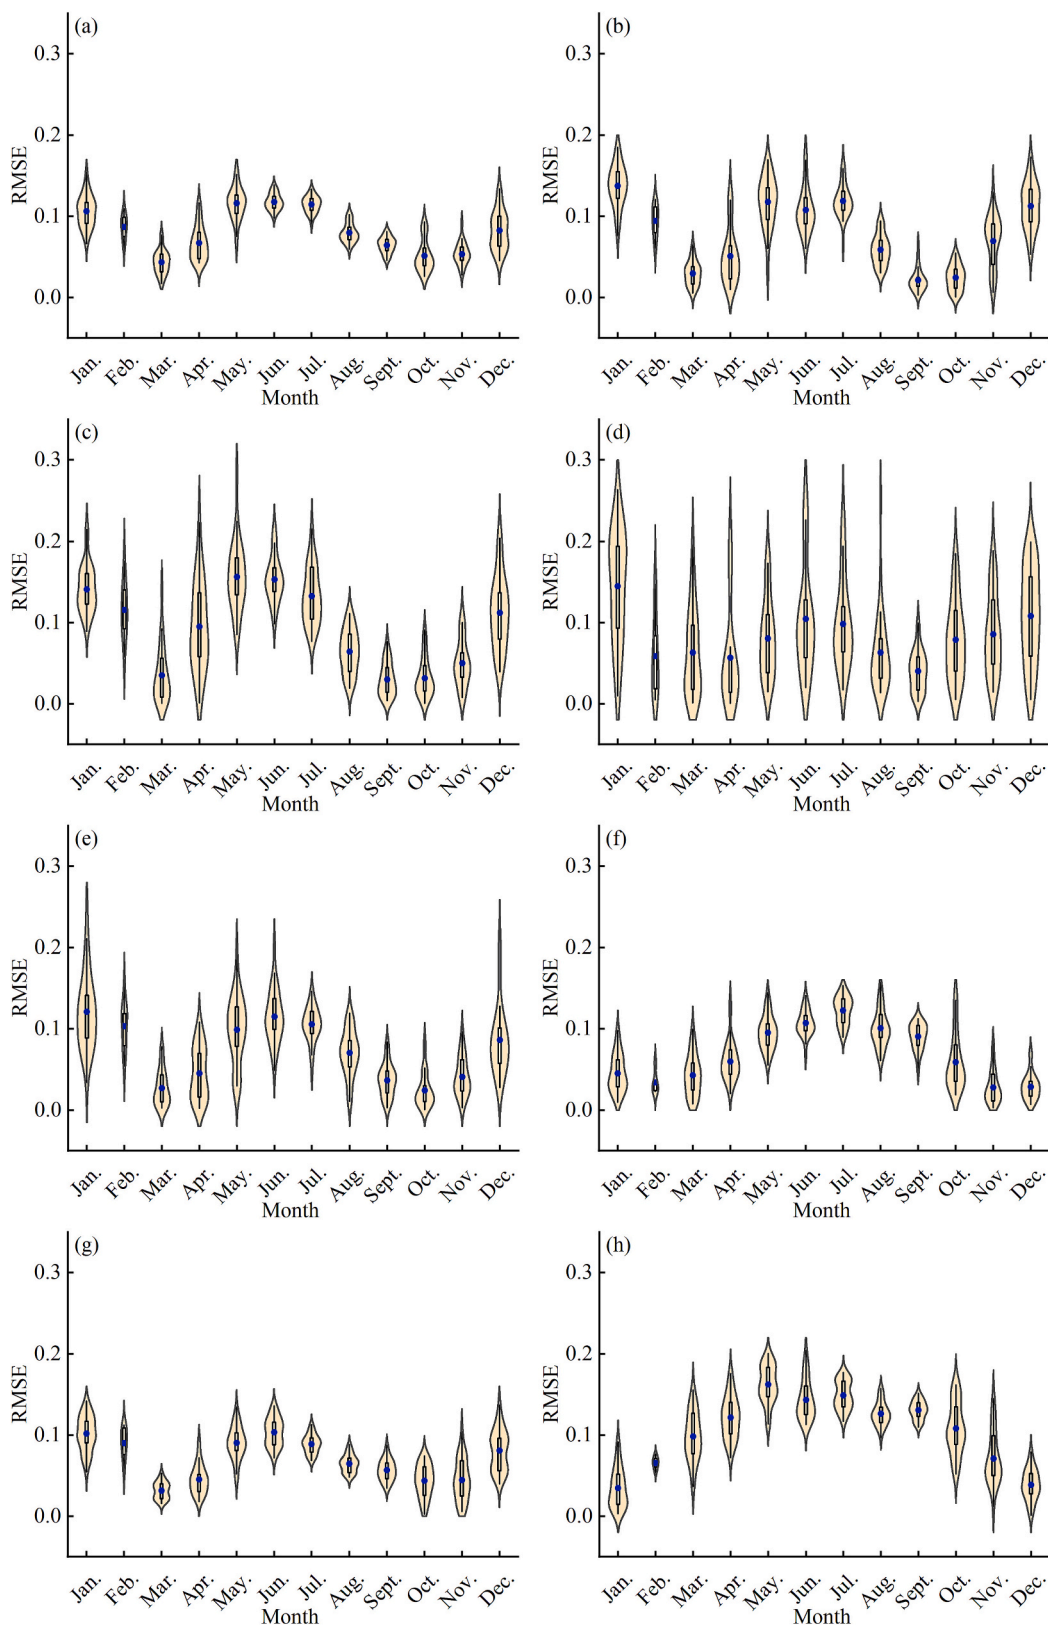 (a)
RMSE
0.3
0.2
0.1
0.0
Jan. Feb. Mar. Apr. May. Jun. Jul. Aug. Sept. Oct. Nov. Dec.
Month
(b)
RMSE
0.3
0.2
0.1
0.0
Jan. Feb. Mar. Apr. May. Jun. Jul. Aug. Sept. Oct. Nov. Dec.
Month
(c)
RMSE
0.3
0.2
0.1
0.0
Jan. Feb. Mar. Apr. May. Jun. Jul. Aug. Sept. Oct. Nov. Dec.
Month
(d)
RMSE
0.3
0.2
0.1
0.0
Jan. Feb. Mar. Apr. May. Jun. Jul. Aug. Sept. Oct. Nov. Dec.
Month
(e)
RMSE
0.3
0.2
0.1
0.0
Jan. Feb. Mar. Apr. May. Jun. Jul. Aug. Sept. Oct. Nov. Dec.
Month
(f)
RMSE
0.3
0.2
0.1
0.0
Jan. Feb. Mar. Apr. May. Jun. Jul. Aug. Sept. Oct. Nov. Dec.
Month
(g)
RMSE
0.3
0.2
0.1
0.0
Jan. Feb. Mar. Apr. May. Jun. Jul. Aug. Sept. Oct. Nov. Dec.
Month
(h)
RMSE
0.3
0.2
0.1
0.0
Jan. Feb. Mar. Apr. May. Jun. Jul. Aug. Sept. Oct. Nov. Dec.
Month